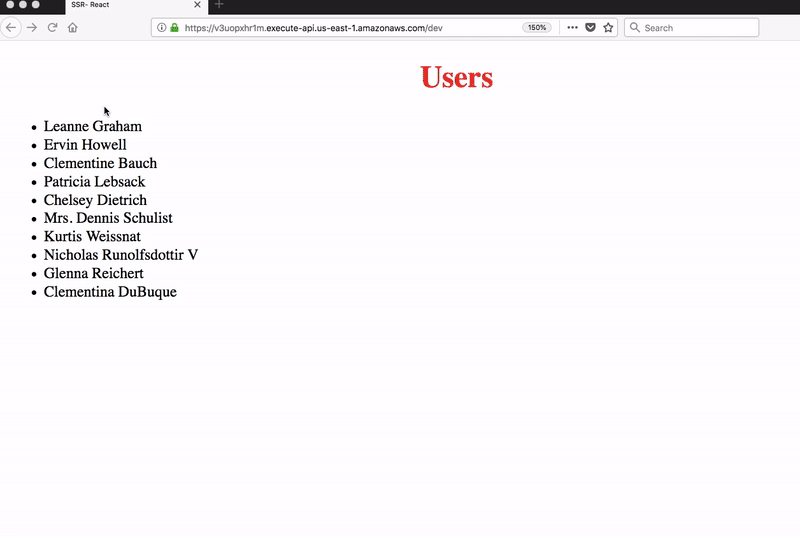 SSR- React
https://v3uopxhr1m.execute-api.us-east-1.amazonaws.com/dev
150%
Search
Users
Leanne Graham
Ervin Howell
Clementine Bauch
Patricia Lebsack
Chelsey Dietrich
Mrs. Dennis Schulist
Kurtis Weissnat
Nicholas Runolfsdottir V
Glenna Reichert
Clementina DuBuque